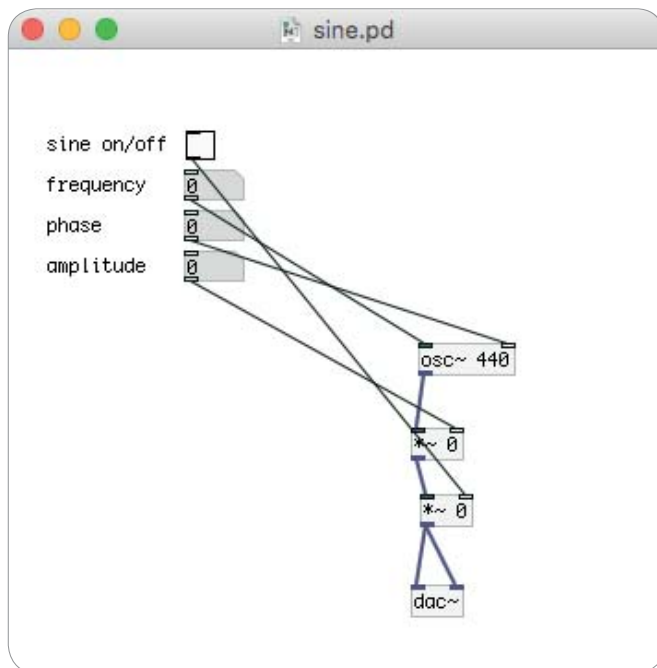 sine.pd
sine on/off
frequency 0
phase 0
amplitude 0
osc~ 440
*~ 0
*~ 0
dac~